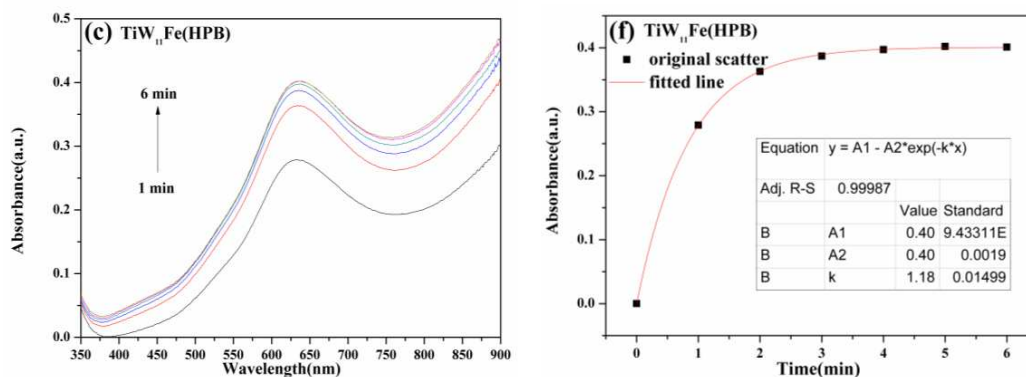 (c) TiW₁₁Fe(HPB)
6 min
1 min
Absorbance(a.u.)
0.5
0.4
0.3
0.2
0.1
0.0
350 400 450 500 550 600 650 700 750 800 850 900
Wavelength(nm)
(f) TiW₁₁Fe(HPB)
original scatter
fitted line
Absorbance(a.u.)
0.4
0.3
0.2
0.1
0.0
Equation y = A1 - A2*exp(-k*x)
Adj. R-S 0.99987
Value Standard
B A1 0.40 9.43311E
B A2 0.40 0.0019
B k 1.18 0.01499
0 1 2 3 4 5 6
Time(min)